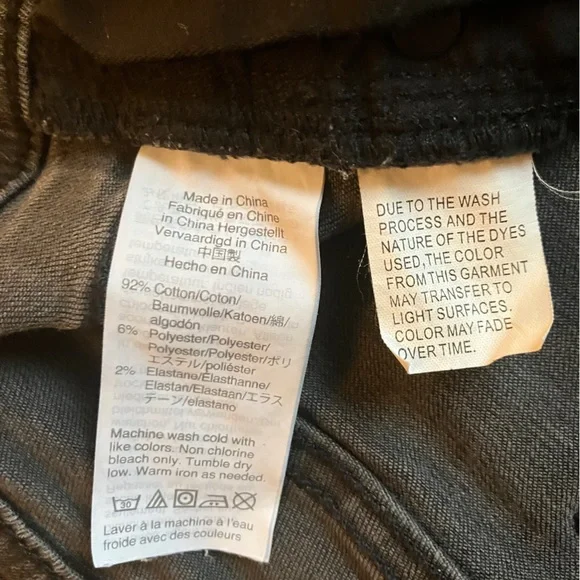 Made in China
Fabriqué en Chine
in China Hergestellt
Vervaardigd in China
中国製
Hecho en China
92% Cotton/Coton/
Baumwolle/Katoen/綿/
algodón
6% Polyester/Polyester/
Polyester/Polyester/ポリ
エステル/poliéster
2% Elastane/Élasthanne/
Elastan/Elastaan/エラス
テーン/elastano
Machine wash cold with
like colors. Non chlorine
bleach only. Tumble dry
low. Warm iron as needed.
30
Laver à la machine à l'eau
froide avec des couleurs
DUE TO THE WASH
PROCESS AND THE
NATURE OF THE DYES
USED, THE COLOR
FROM THIS GARMENT
MAY TRANSFER TO
LIGHT SURFACES.
COLOR MAY FADE
OVER TIME.